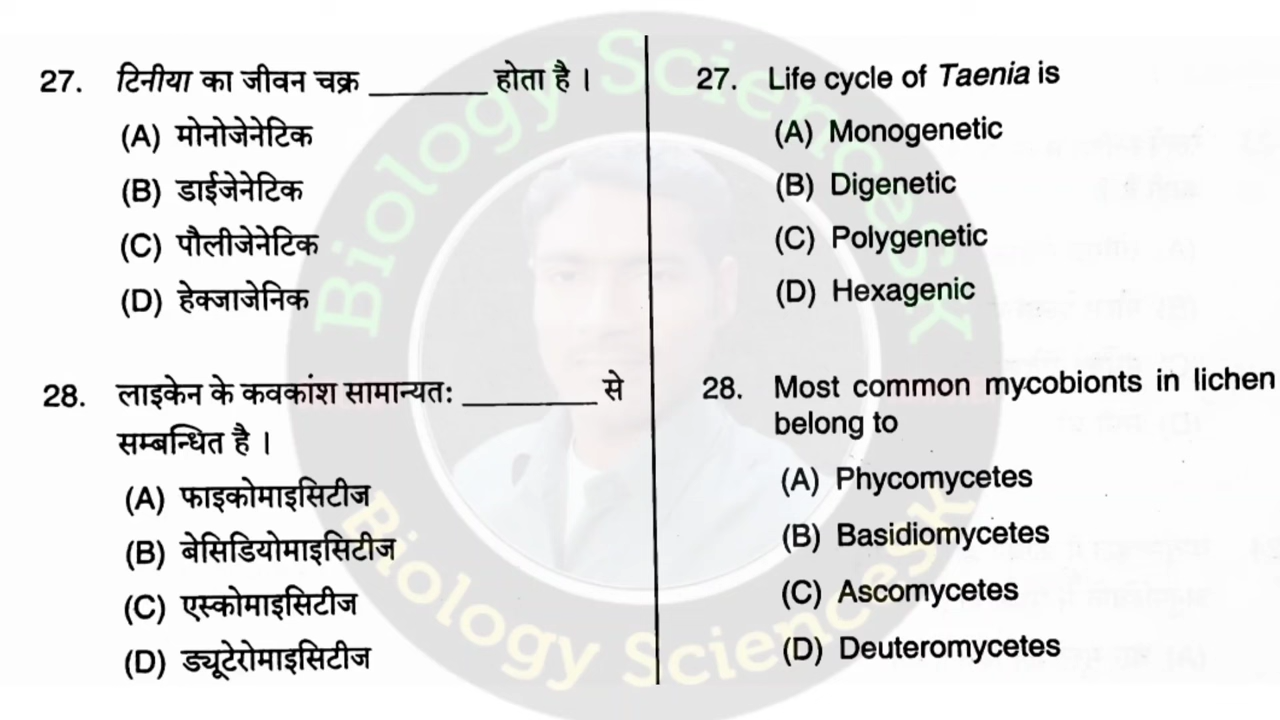 27. टिनीया का जीवन चक्र ________ होता है ।
(A) मोनोजेनेटिक
(B) डाईजेनेटिक
(C) पौलीजेनेटिक
(D) हेक्जाजेनिक
28. लाइकेन के कवकांश सामान्यतः ________ से
सम्बन्धित है ।
(A) फाइकोमाइसिटीज
(B) बेसिडियोमाइसिटीज
(C) एस्कोमाइसिटीज
(D) ड्यूटेरोमाइसिटीज
27. Life cycle of Taenia is
(A) Monogenetic
(B) Digenetic
(C) Polygenetic
(D) Hexagenic
28. Most common mycobionts in lichen
belong to
(A) Phycomycetes
(B) Basidiomycetes
(C) Ascomycetes
(D) Deuteromycetes
Biology ScienceSK
Biology ScienceSK